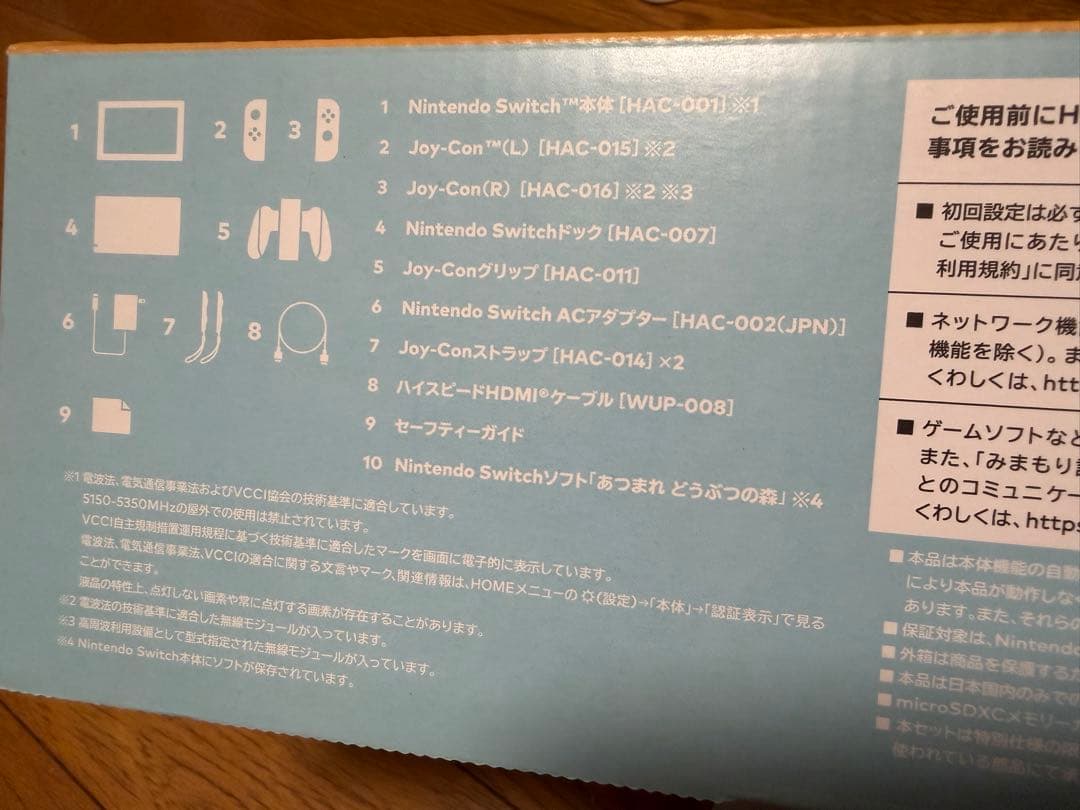 1
2
3
4
5
6
7
8
9
1 Nintendo Switch™本体[HAC-001]※1
2 Joy-Con™(L) [HAC-015]※2
3 Joy-Con(R) [HAC-016]※2 ※3
4 Nintendo Switchドック[HAC-007]
5 Joy-Conグリップ[HAC-011]
6 Nintendo Switch ACアダプター[HAC-002(JPN)]
7 Joy-Conストラップ[HAC-014]×2
8 ハイスピードHDMI®ケーブル[WUP-008]
9 セーフティーガイド
10 Nintendo Switchソフト「あつまれ どうぶつの森」※4
※1 電波法、電気通信事業法およびVCCI協会の技術基準に適合しています。
5150-5350MHzの屋外での使用は禁止されています。
VCCI自主規制措置運用規程に基づく技術基準に適合したマークを画面に電子的に表示しています。
電波法、電気通信事業法、VCCIの適合に関する文言やマーク、関連情報は、HOMEメニューの(設定)→「本体」→「認証表示」で見る
ことができます。
液晶の特性上、点灯しない画素や常に点灯する画素が存在することがあります。
※2 電波法の技術基準に適合した無線モジュールが入っています。
※3 高周波利用設備として型式指定された無線モジュールが入っています。
※4 Nintendo Switch本体にソフトが保存されています。
ご使用前にH
事項をお読み
■ 初回設定は必ず
ご使用にあたり
利用規約」に同
■ ネットワーク機
機能を除く)。ま
くわしくは、htt
■ ゲームソフトなど
また、「みまもり設
とのコミュニケー
くわしくは、https
■ 本品は本体機能の自動
により本品が動作しな
あります。また、それらの
■ 保証対象は、Nintendo
■ 外箱は商品を保護するた
■ 本品は日本国内のみでの
■ microSDXCメモリー
■ 本セットは特別仕様の
使われている部品にて